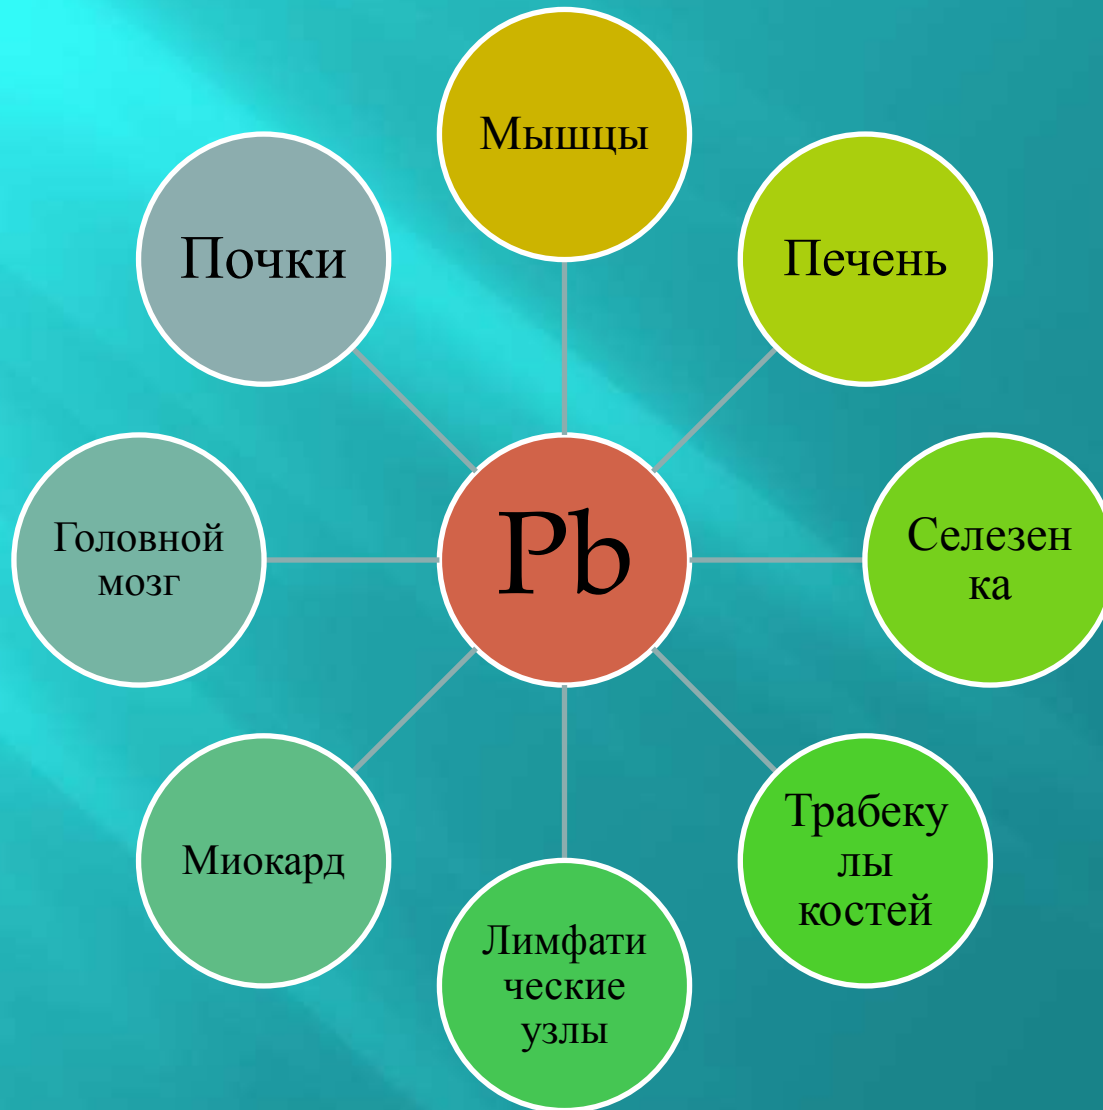 Мышцы
Почки
Печень
Головной
мозг
Pb
Селезен
ка
Миокард
Трабеку
лы
костей
Лимфати
ческие
узлы